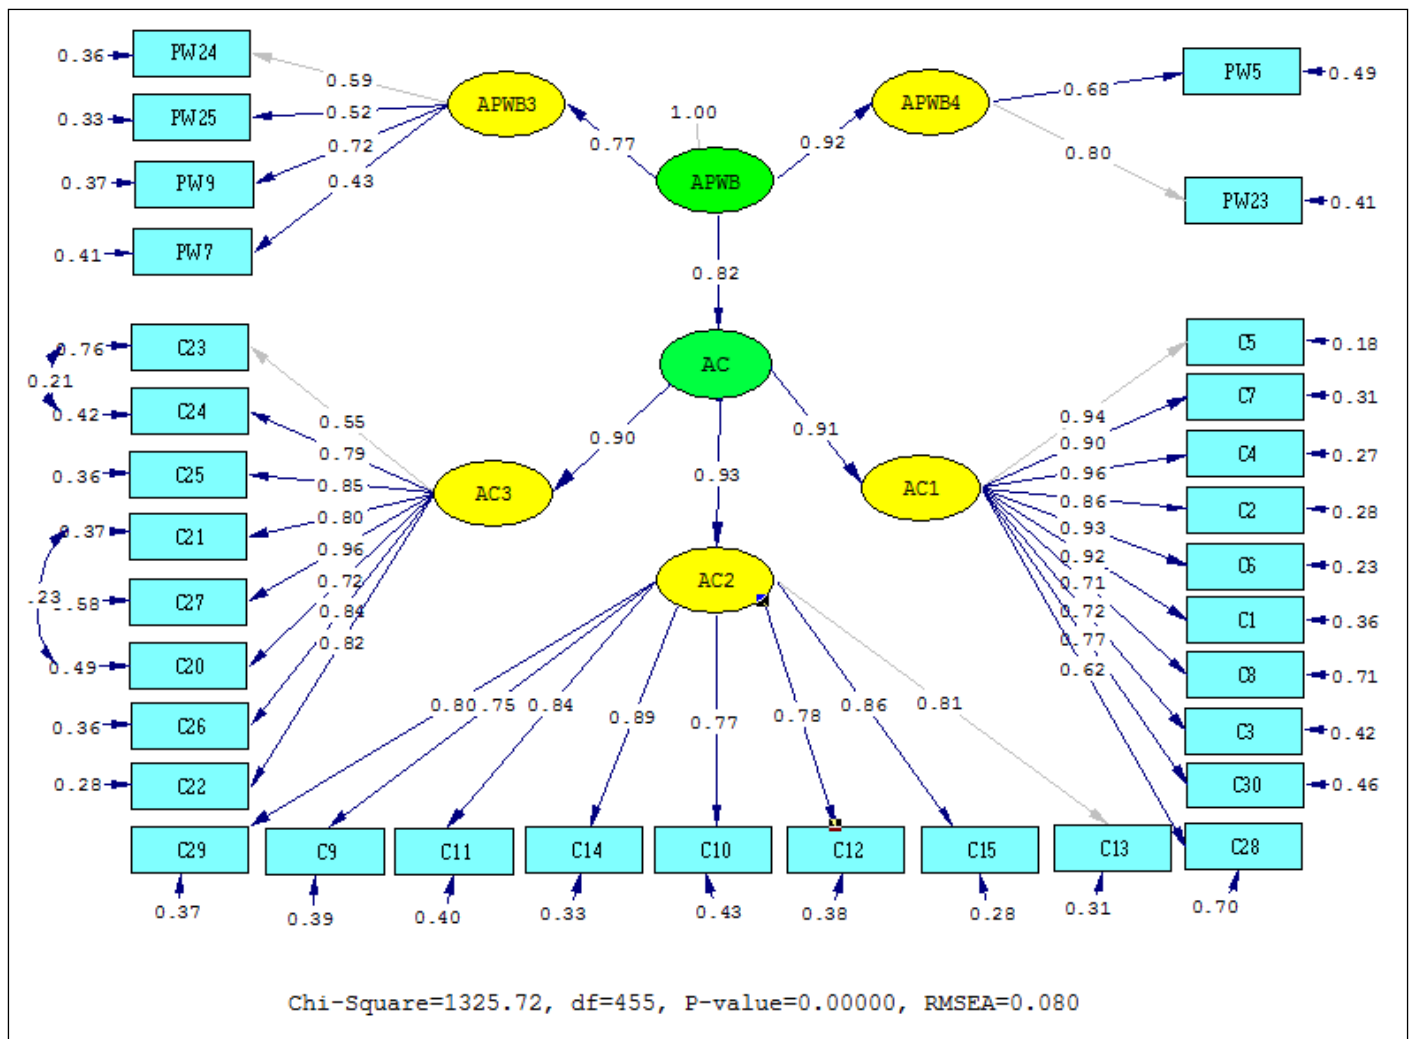 0.36 PW24 0.59
0.33 PW25 0.52
0.37 PW9 0.72
0.41 PW7 0.43
APWB3
0.77
1.00
APWB
0.92
APWB4
0.68 PW5 0.49
0.80 PW23 0.41
0.82
AC
0.90
0.93
0.91
0.76 C23 0.55
0.21
0.42 C24 0.79
0.36 C25 0.85
0.37 C21 0.80
.23
0.58 C27 0.96
0.49 C20 0.72
0.36 C26 0.84
0.28 C22 0.82
AC3
AC2
AC1
0.94 C5 0.18
0.90 C7 0.31
0.96 C4 0.27
0.86 C2 0.28
0.93 C6 0.23
0.92 C1 0.36
0.71 C8 0.71
0.72 C3 0.42
0.77 C30 0.46
0.62
0.80 0.75 0.84 0.89 0.77 0.78 0.86 0.81
C29 C9 C11 C14 C10 C12 C15 C13 C28
0.37 0.39 0.40 0.33 0.43 0.38 0.28 0.31 0.70
Chi-Square=1325.72, df=455, P-value=0.00000, RMSEA=0.080